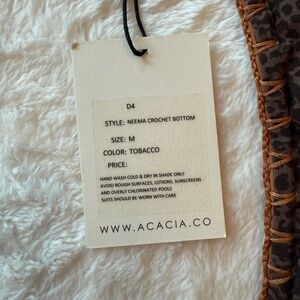 D4
STYLE: NEEMA CROCHET BOTTOM
SIZE: M
COLOR: TOBACCO
PRICE:
HAND WASH COLD & DRY IN SHADE ONLY
AVOID ROUGH SURFACES, LOTIONS, SUNSCREENS
AND OVERLY CHLORINATED POOLS
SUITS SHOULD BE WORN WITH CARE
WWW.ACACIA.CO